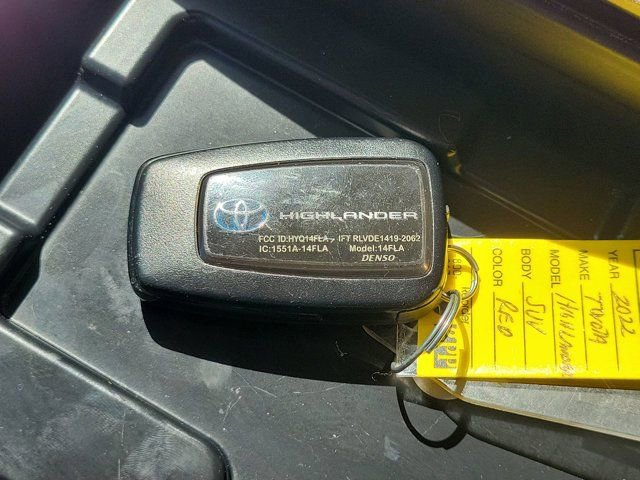 HIGHLANDER
FCC ID:HYQ14FLA IFT RLVDE1419-2062
IC:1551A-14FLA Model:14FLA
DENSO
YEAR 2022
MAKE Toyota
MODEL Highlander
BODY SUV
COLOR RED